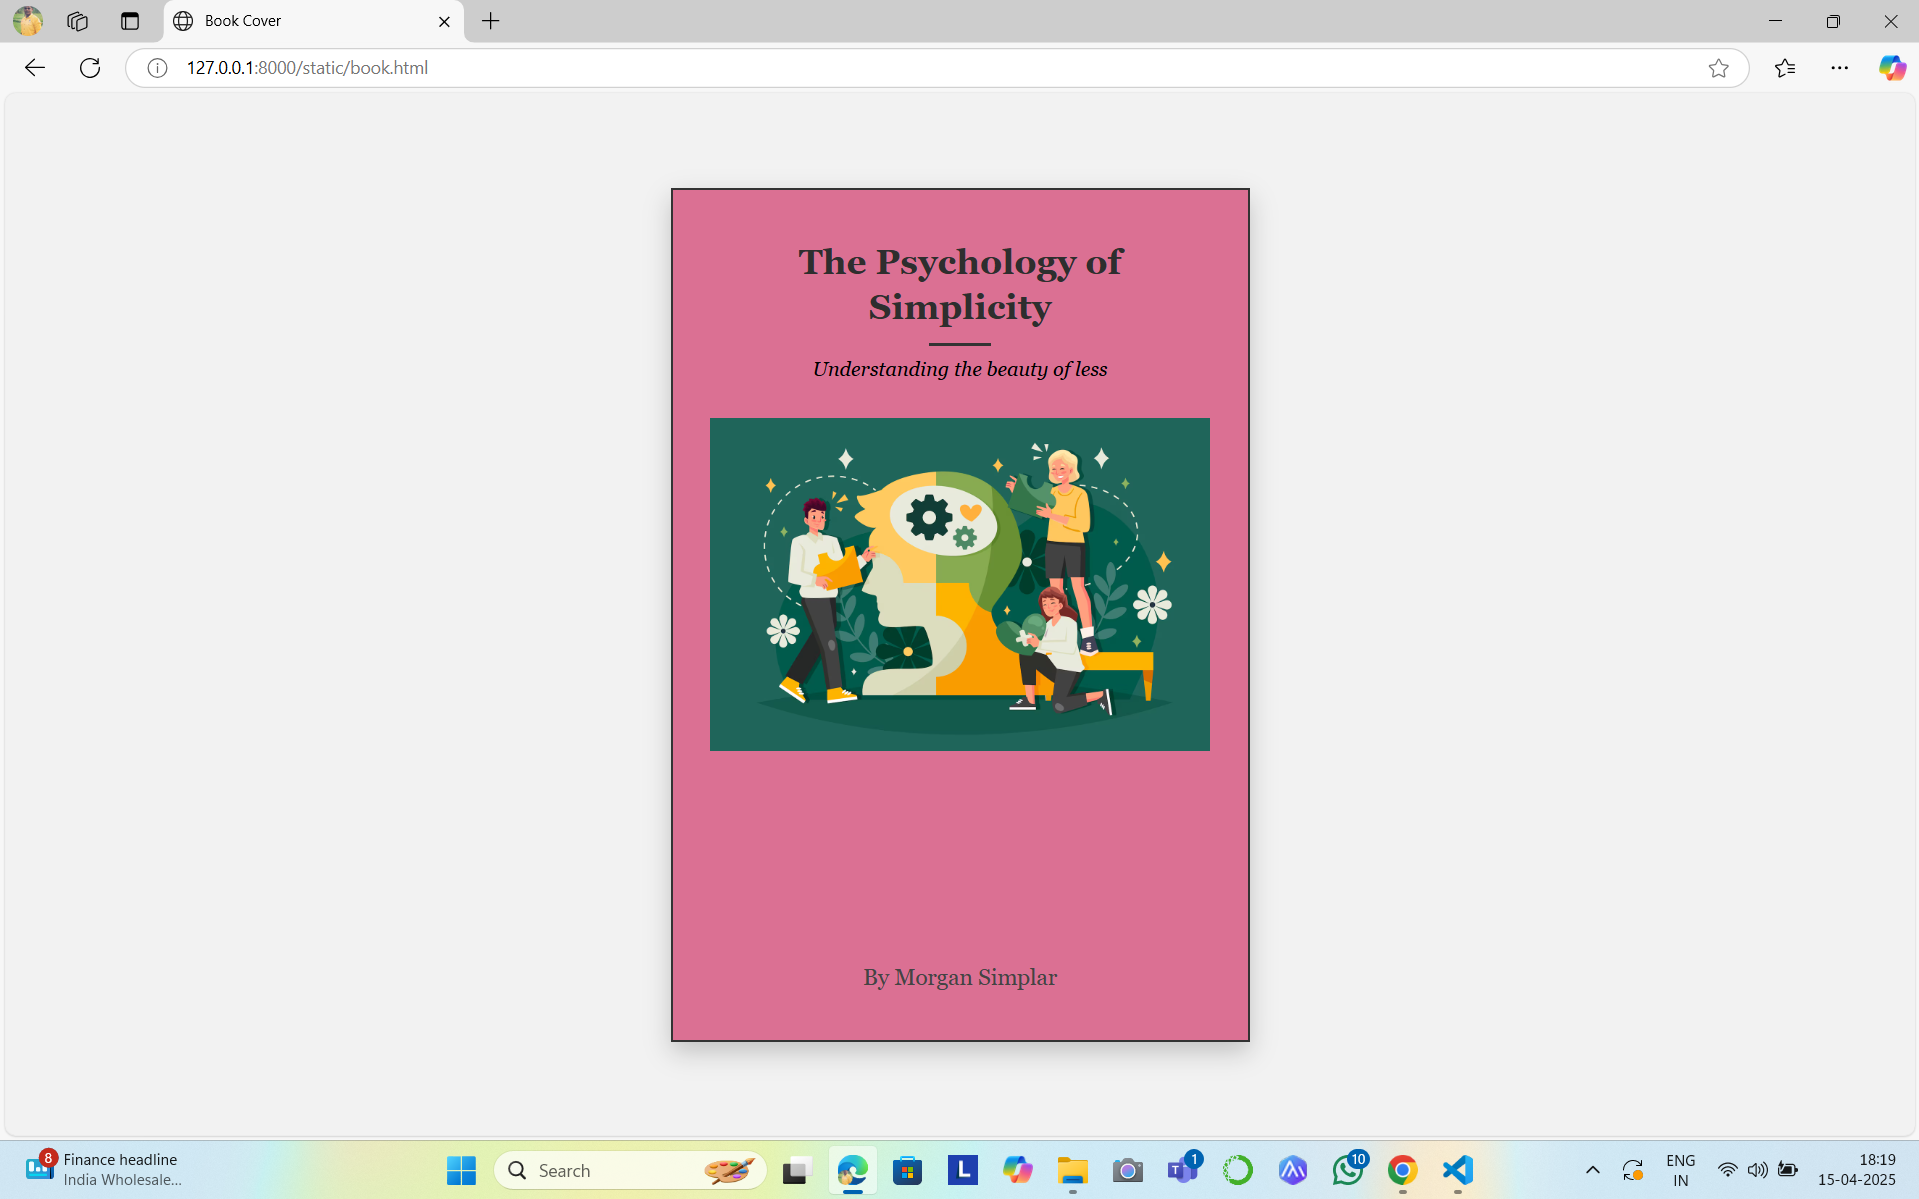 Book Cover
127.0.0.1:8000/static/book.html
The Psychology of
Simplicity
Understanding the beauty of less
By Morgan Simplar
8
Finance headline
India Wholesale...
Search
L
T
1
10
ENG
IN
18:19
15-04-2025